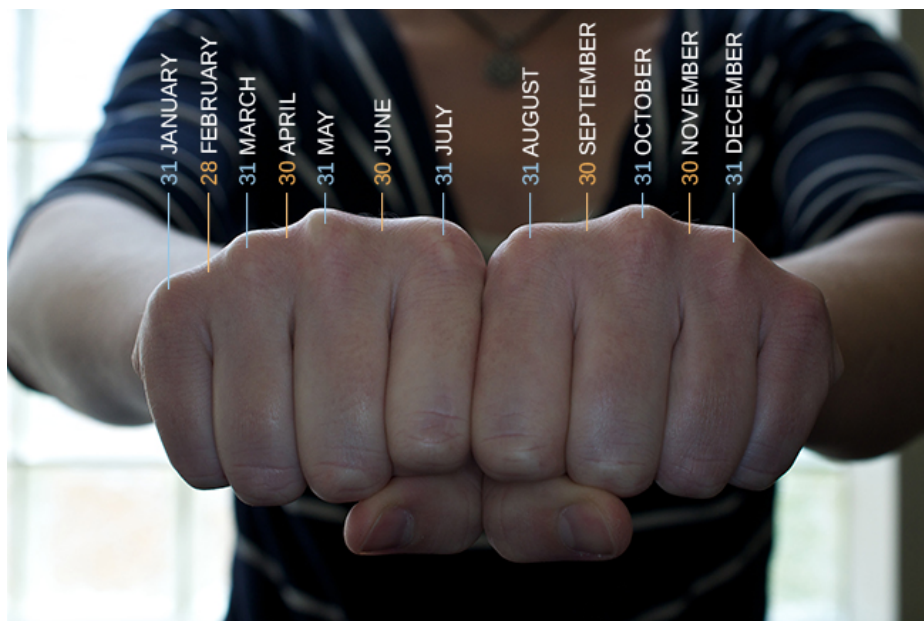 31 JANUARY
28 FEBRUARY
31 MARCH
30 APRIL
31 MAY
30 JUNE
31 JULY
31 AUGUST
30 SEPTEMBER
31 OCTOBER
30 NOVEMBER
31 DECEMBER